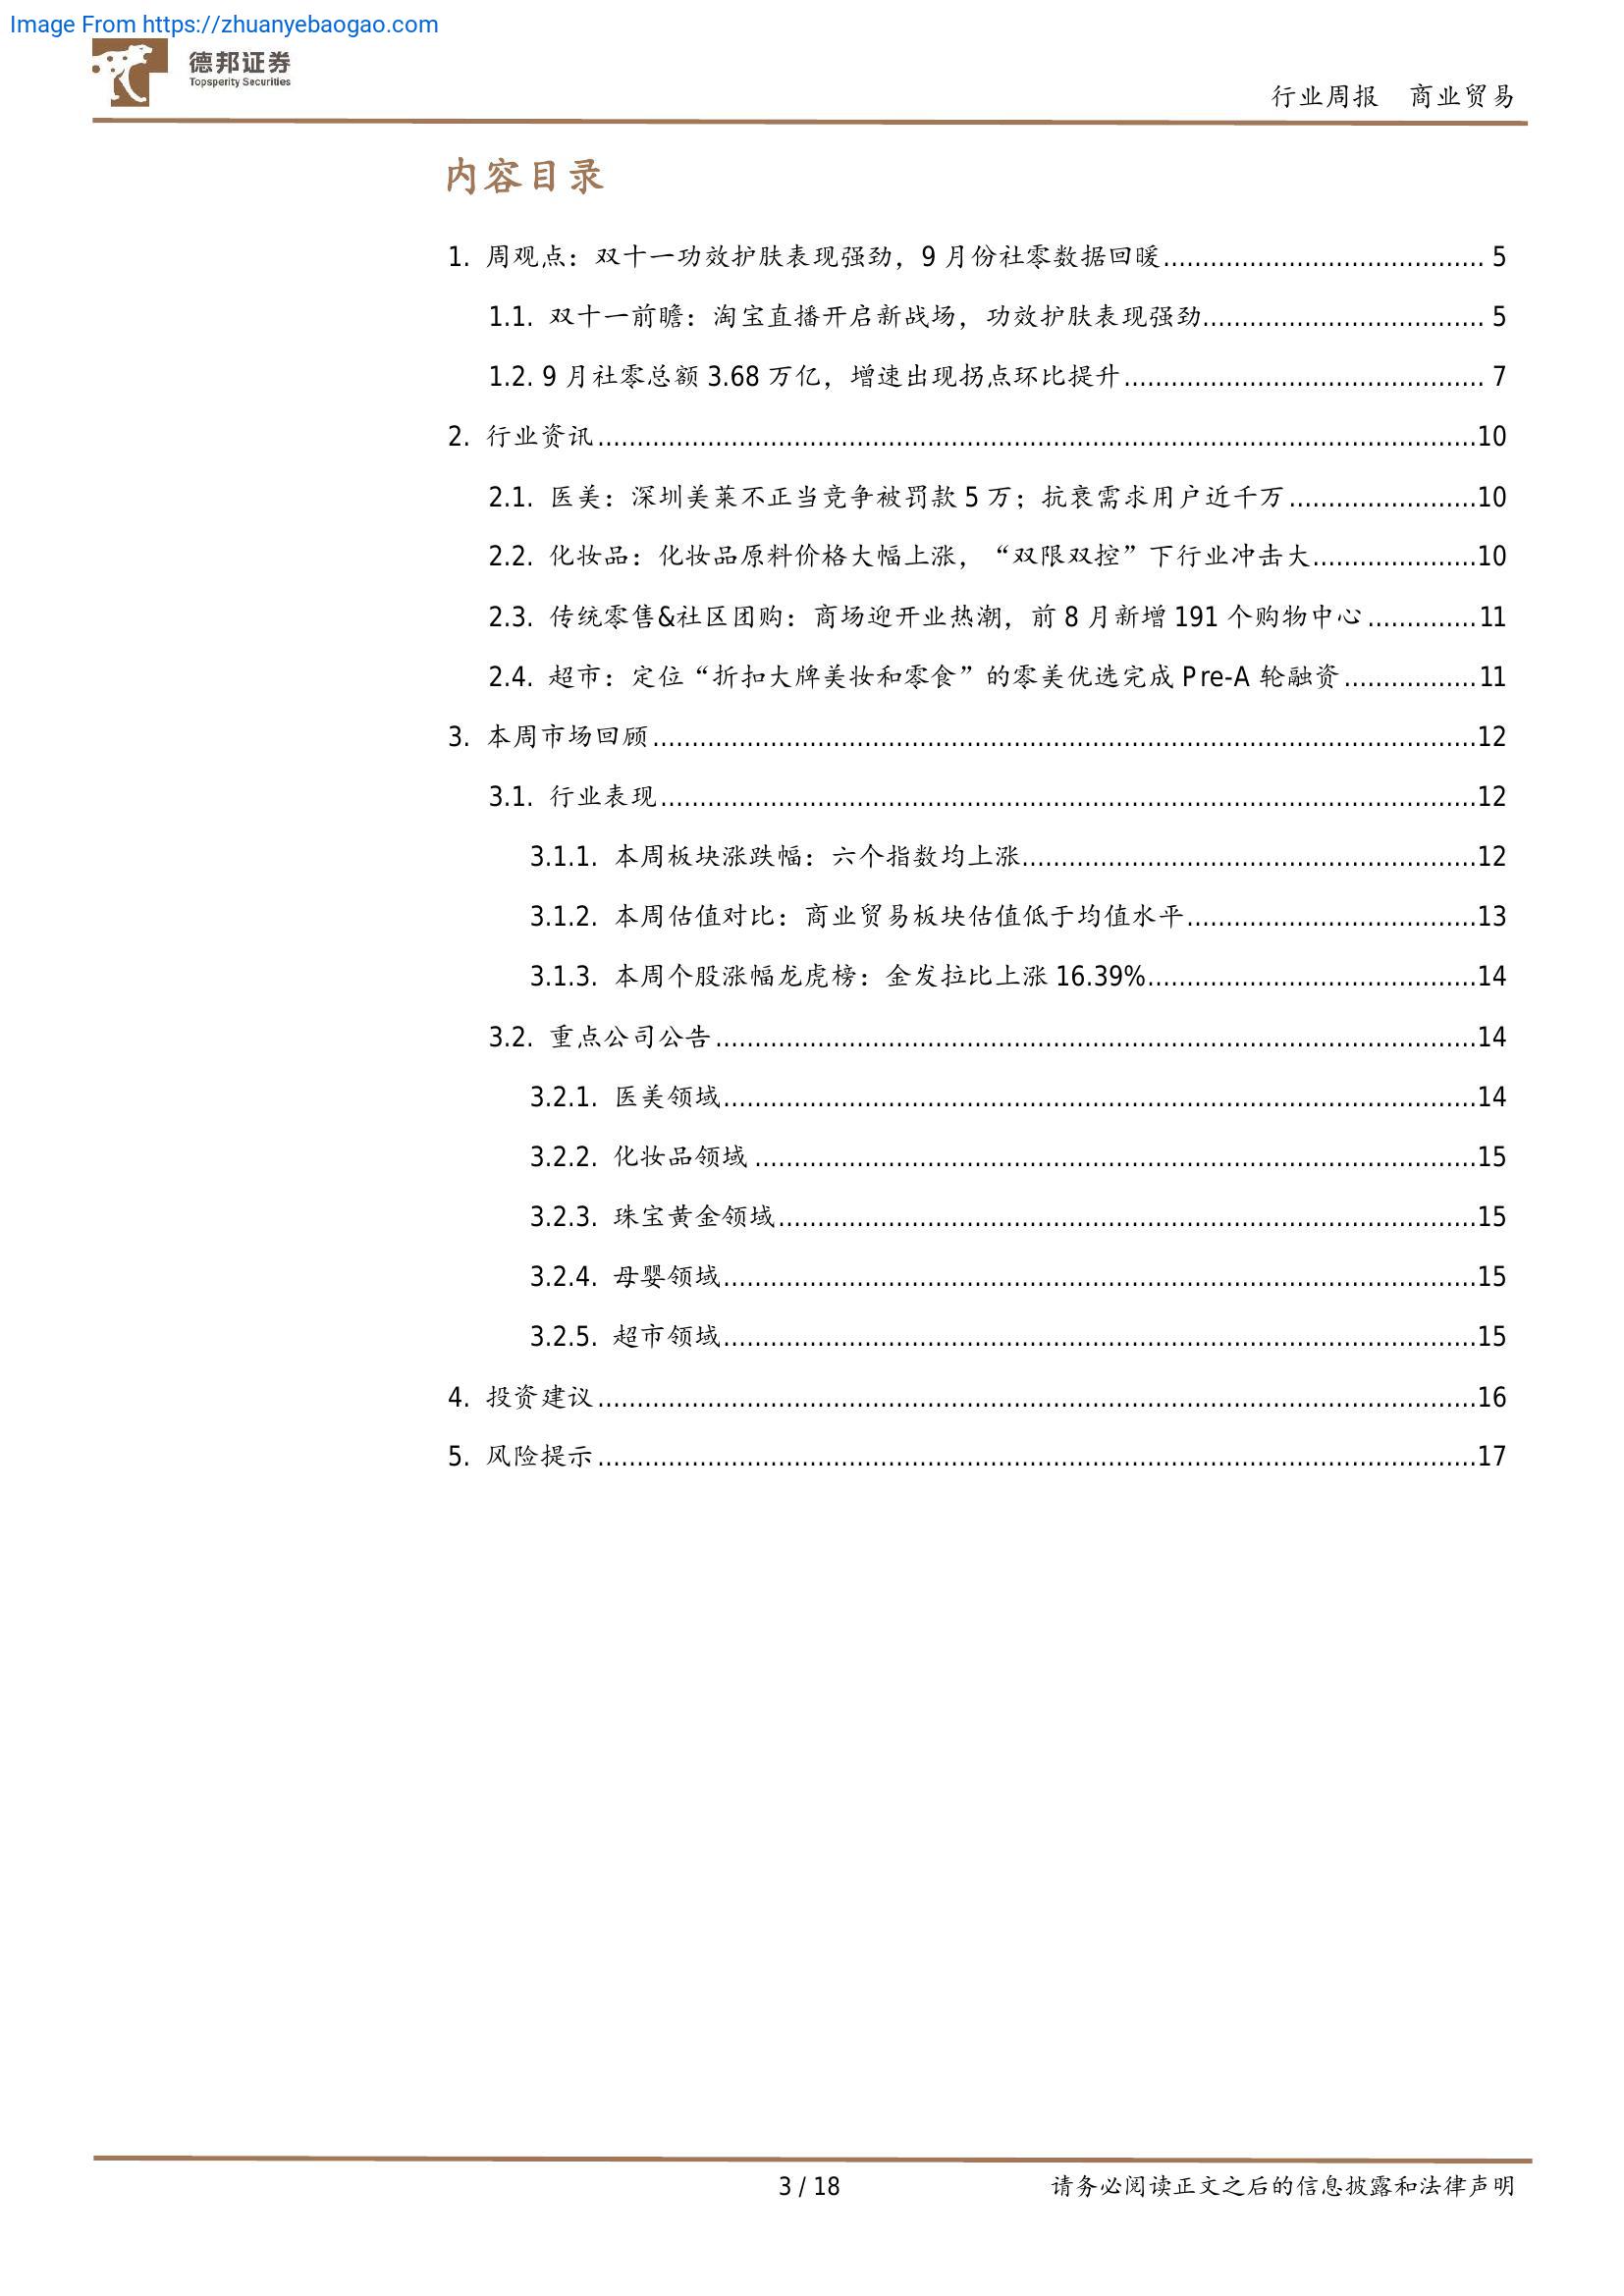 Image From https://zhuanyebaogao.com
德邦证券
Topsperity Securities
行业周报 商业贸易
内容目录
1. 周观点：双十一功效护肤表现强劲，9 月份社零数据回暖......................................... 5
1.1. 双十一前瞻：淘宝直播开启新战场，功效护肤表现强劲.................................... 5
1.2. 9 月社零总额 3.68 万亿，增速出现拐点环比提升.............................................. 7
2. 行业资讯................................................................................................................10
2.1. 医美：深圳美莱不正当竞争被罚款 5 万；抗衰需求用户近千万........................10
2.2. 化妆品：化妆品原料价格大幅上涨，“双限双控”下行业冲击大.....................10
2.3. 传统零售&社区团购：商场迎开业热潮，前 8 月新增 191 个购物中心..............11
2.4. 超市：定位“折扣大牌美妆和零食”的零美优选完成 Pre-A 轮融资.................11
3. 本周市场回顾.........................................................................................................12
3.1. 行业表现........................................................................................................12
3.1.1. 本周板块涨跌幅：六个指数均上涨..........................................................12
3.1.2. 本周估值对比：商业贸易板块估值低于均值水平.....................................13
3.1.3. 本周个股涨幅龙虎榜：金发拉比上涨 16.39%..........................................14
3.2. 重点公司公告.................................................................................................14
3.2.1. 医美领域................................................................................................14
3.2.2. 化妆品领域............................................................................................15
3.2.3. 珠宝黄金领域.........................................................................................15
3.2.4. 母婴领域................................................................................................15
3.2.5. 超市领域................................................................................................15
4. 投资建议................................................................................................................16
5. 风险提示................................................................................................................17
3 / 18
请务必阅读正文之后的信息披露和法律声明